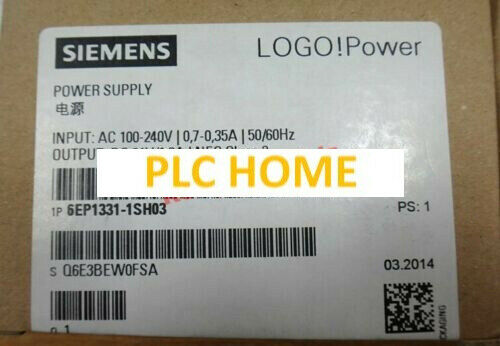 SIEMENS
LOGO!Power
POWER SUPPLY
电源
INPUT: AC 100-240V | 0,7-0,35A | 50/60Hz
OUTPUT
PLC HOME
1P 6EP1331-1SH03
PS: 1
S Q6E3BEW0FSA
03.2014